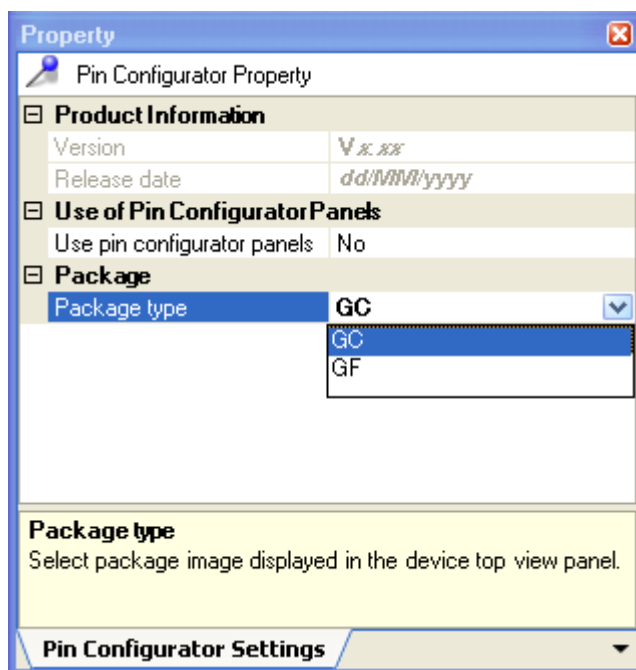 Property
Pin Configurator Property
Product Information
Version V x.xx
Release date dd/MM/yyyy
Use of Pin Configurator Panels
Use pin configurator panels No
Package
Package type GC
GC
GF
Package type
Select package image displayed in the device top view panel.
Pin Configurator Settings